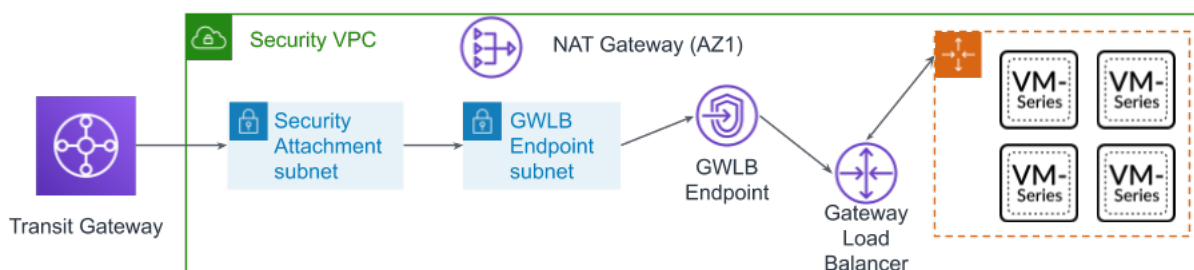 Security VPC
NAT Gateway (AZ1)
Transit Gateway
Security
Attachment
subnet
GWLB
Endpoint
subnet
GWLB
Endpoint
Gateway
Load
Balancer
VM-
Series
VM-
Series
VM-
Series
VM-
Series